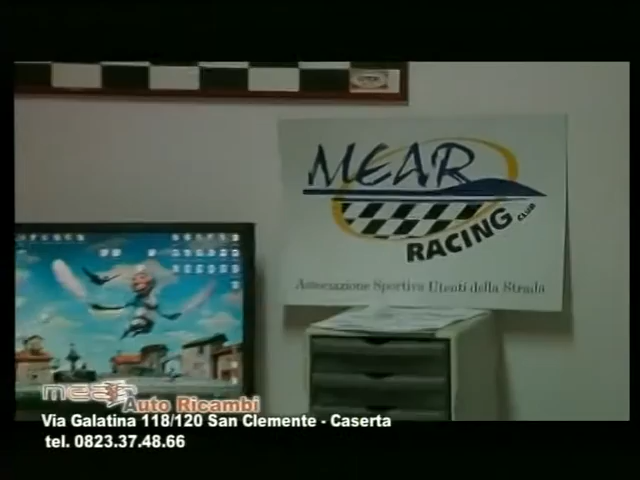 MEAR
RACING CLUB
Associazione Sportiva Utenti della Strada
mear
Auto Ricambi
Via Galatina 118/120 San Clemente - Caserta
tel. 0823.37.48.66